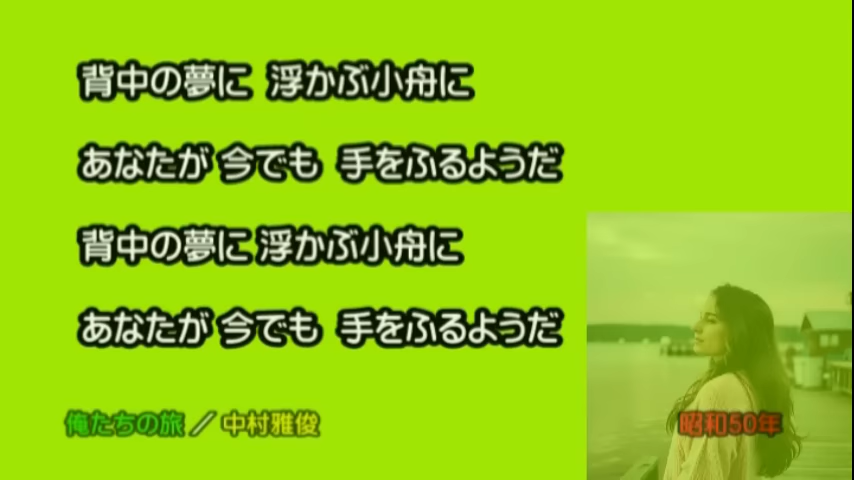 背中の夢に 浮かぶ小舟に
あなたが 今でも 手をふるようだ
背中の夢に 浮かぶ小舟に
あなたが 今でも 手をふるようだ
俺たちの旅 ／ 中村雅俊
昭和50年